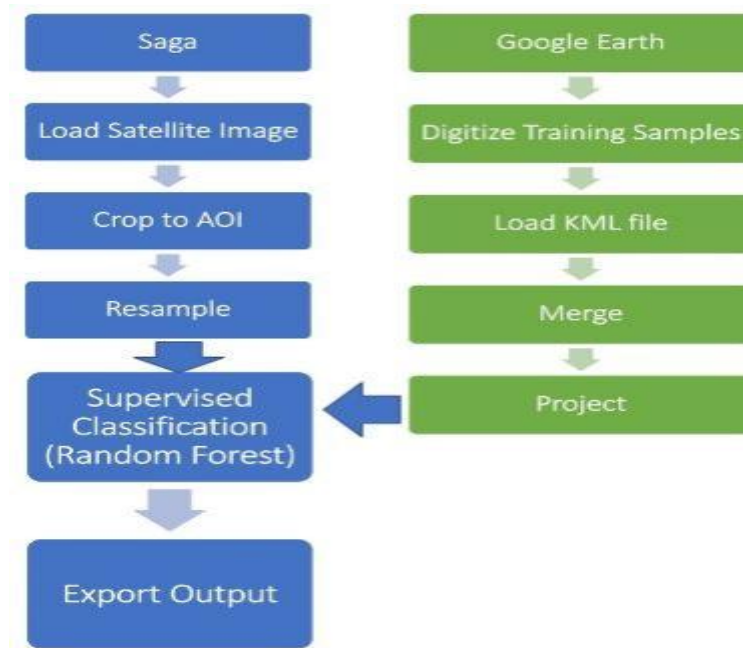 Saga
Load Satellite Image
Crop to AOI
Resample
Supervised
Classification
(Random Forest)
Export Output
Google Earth
Digitize Training Samples
Load KML file
Merge
Project